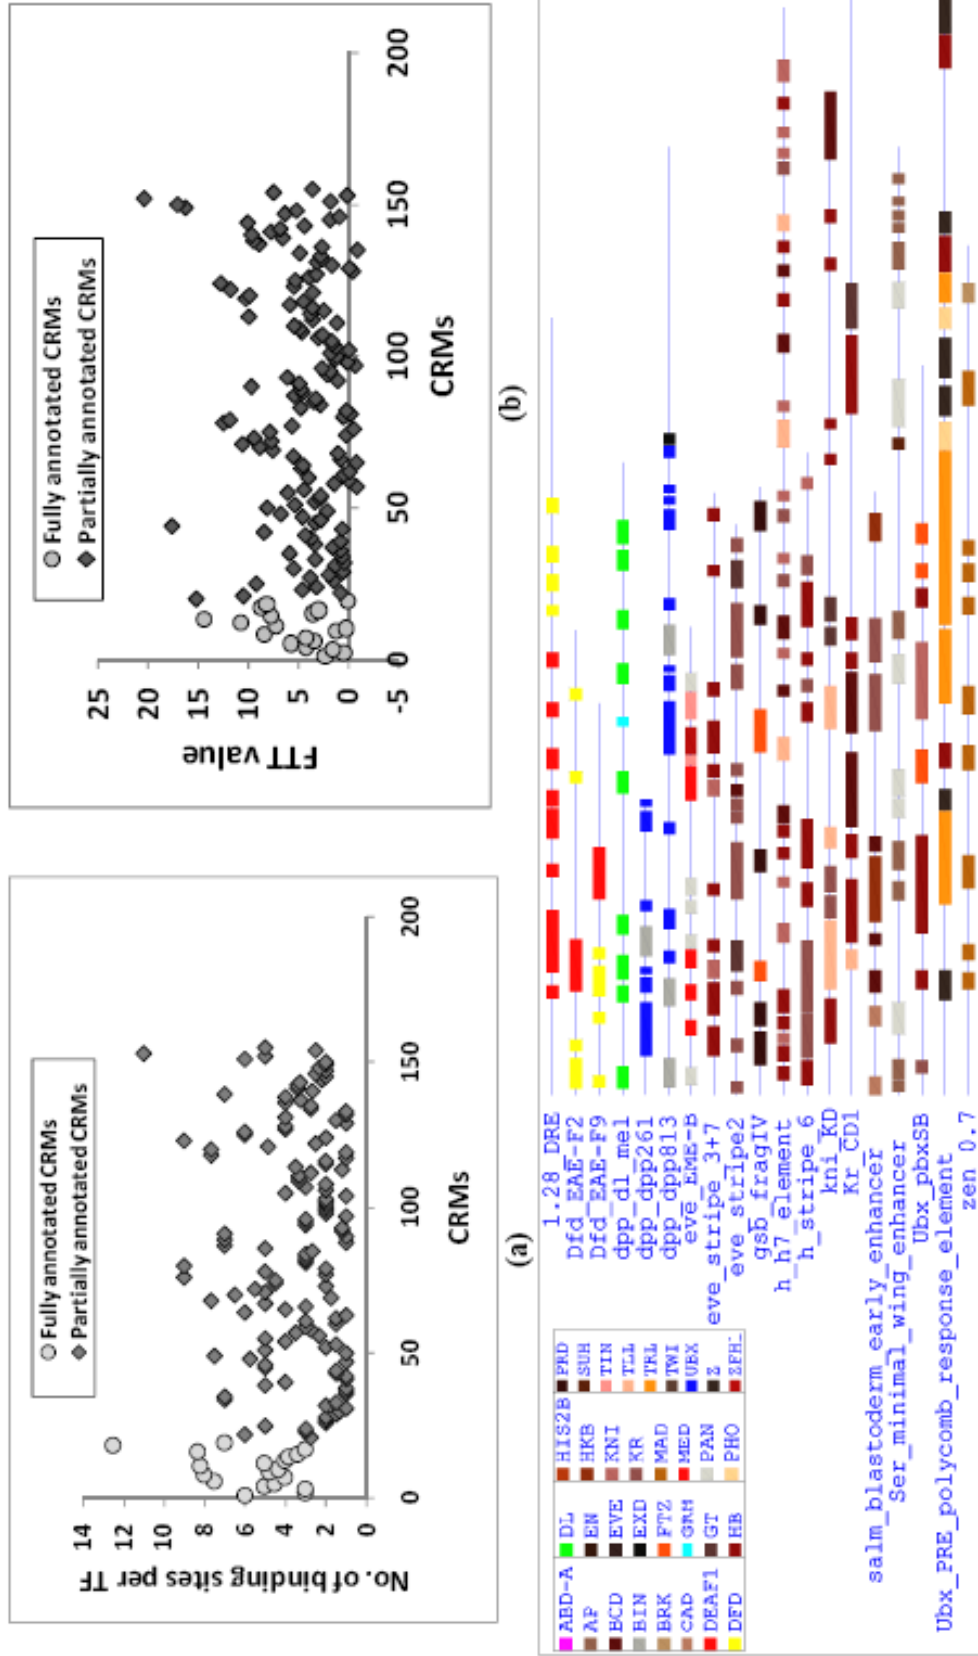 No. of binding sites per TF
14
12
10
8
6
4
2
0
0
50
100
150
200
CRMs
Fully annotated CRMs
Partially annotated CRMs
(a)
FTT value
25
20
15
10
5
0
-5
0
50
100
150
200
CRMs
Fully annotated CRMs
Partially annotated CRMs
(b)
ABD-A
AP
BCD
BIN
BRK
CAD
DEAF1
DFD
DL
EN
EVE
EXD
FTZ
GRH
GT
HB
HIS2B
HKB
KNI
KR
MAD
MED
PAN
PHO
PRD
SUH
TIN
TLL
TRL
TWI
UBX
Z
1.28_DRE
Dfd_EAE-F2
Dfd_EAE-F9
dpp_dl_mel
dpp_dpp261
dpp_dpp813
eve_EME-B
eve_stripe_3+7
eve_stripe2
gsb_fragIV
h_h7_element
h_stripe_6
kni_KD
Kr_CD1
salm_blastoderm_early_enhancer
Ser_minimal_wing_enhancer
Ubx_pbxSB
Ubx_PRE_polycomb_response_element
zen_0.7